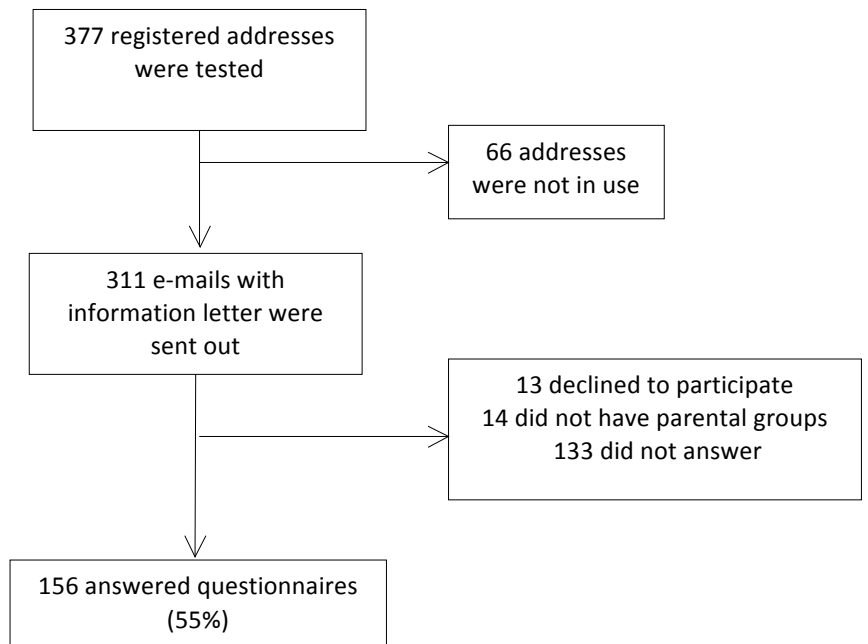 377 registered addresses
were tested
66 addresses
were not in use
311 e-mails with
information letter were
sent out
13 declined to participate
14 did not have parental groups
133 did not answer
156 answered questionnaires
(55%)